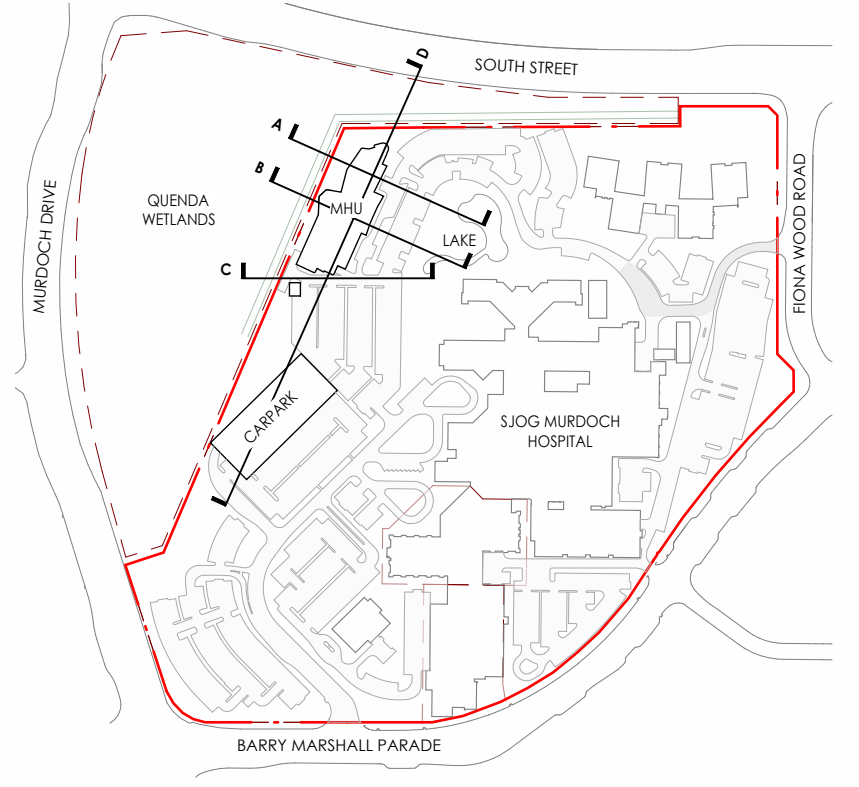 D
SOUTH STREET
A
B
QUENDA
WETLANDS
MHU
LAKE
C
MURDOCH DRIVE
FIONA WOOD ROAD
CARPARK
SJOG MURDOCH
HOSPITAL
BARRY MARSHALL PARADE